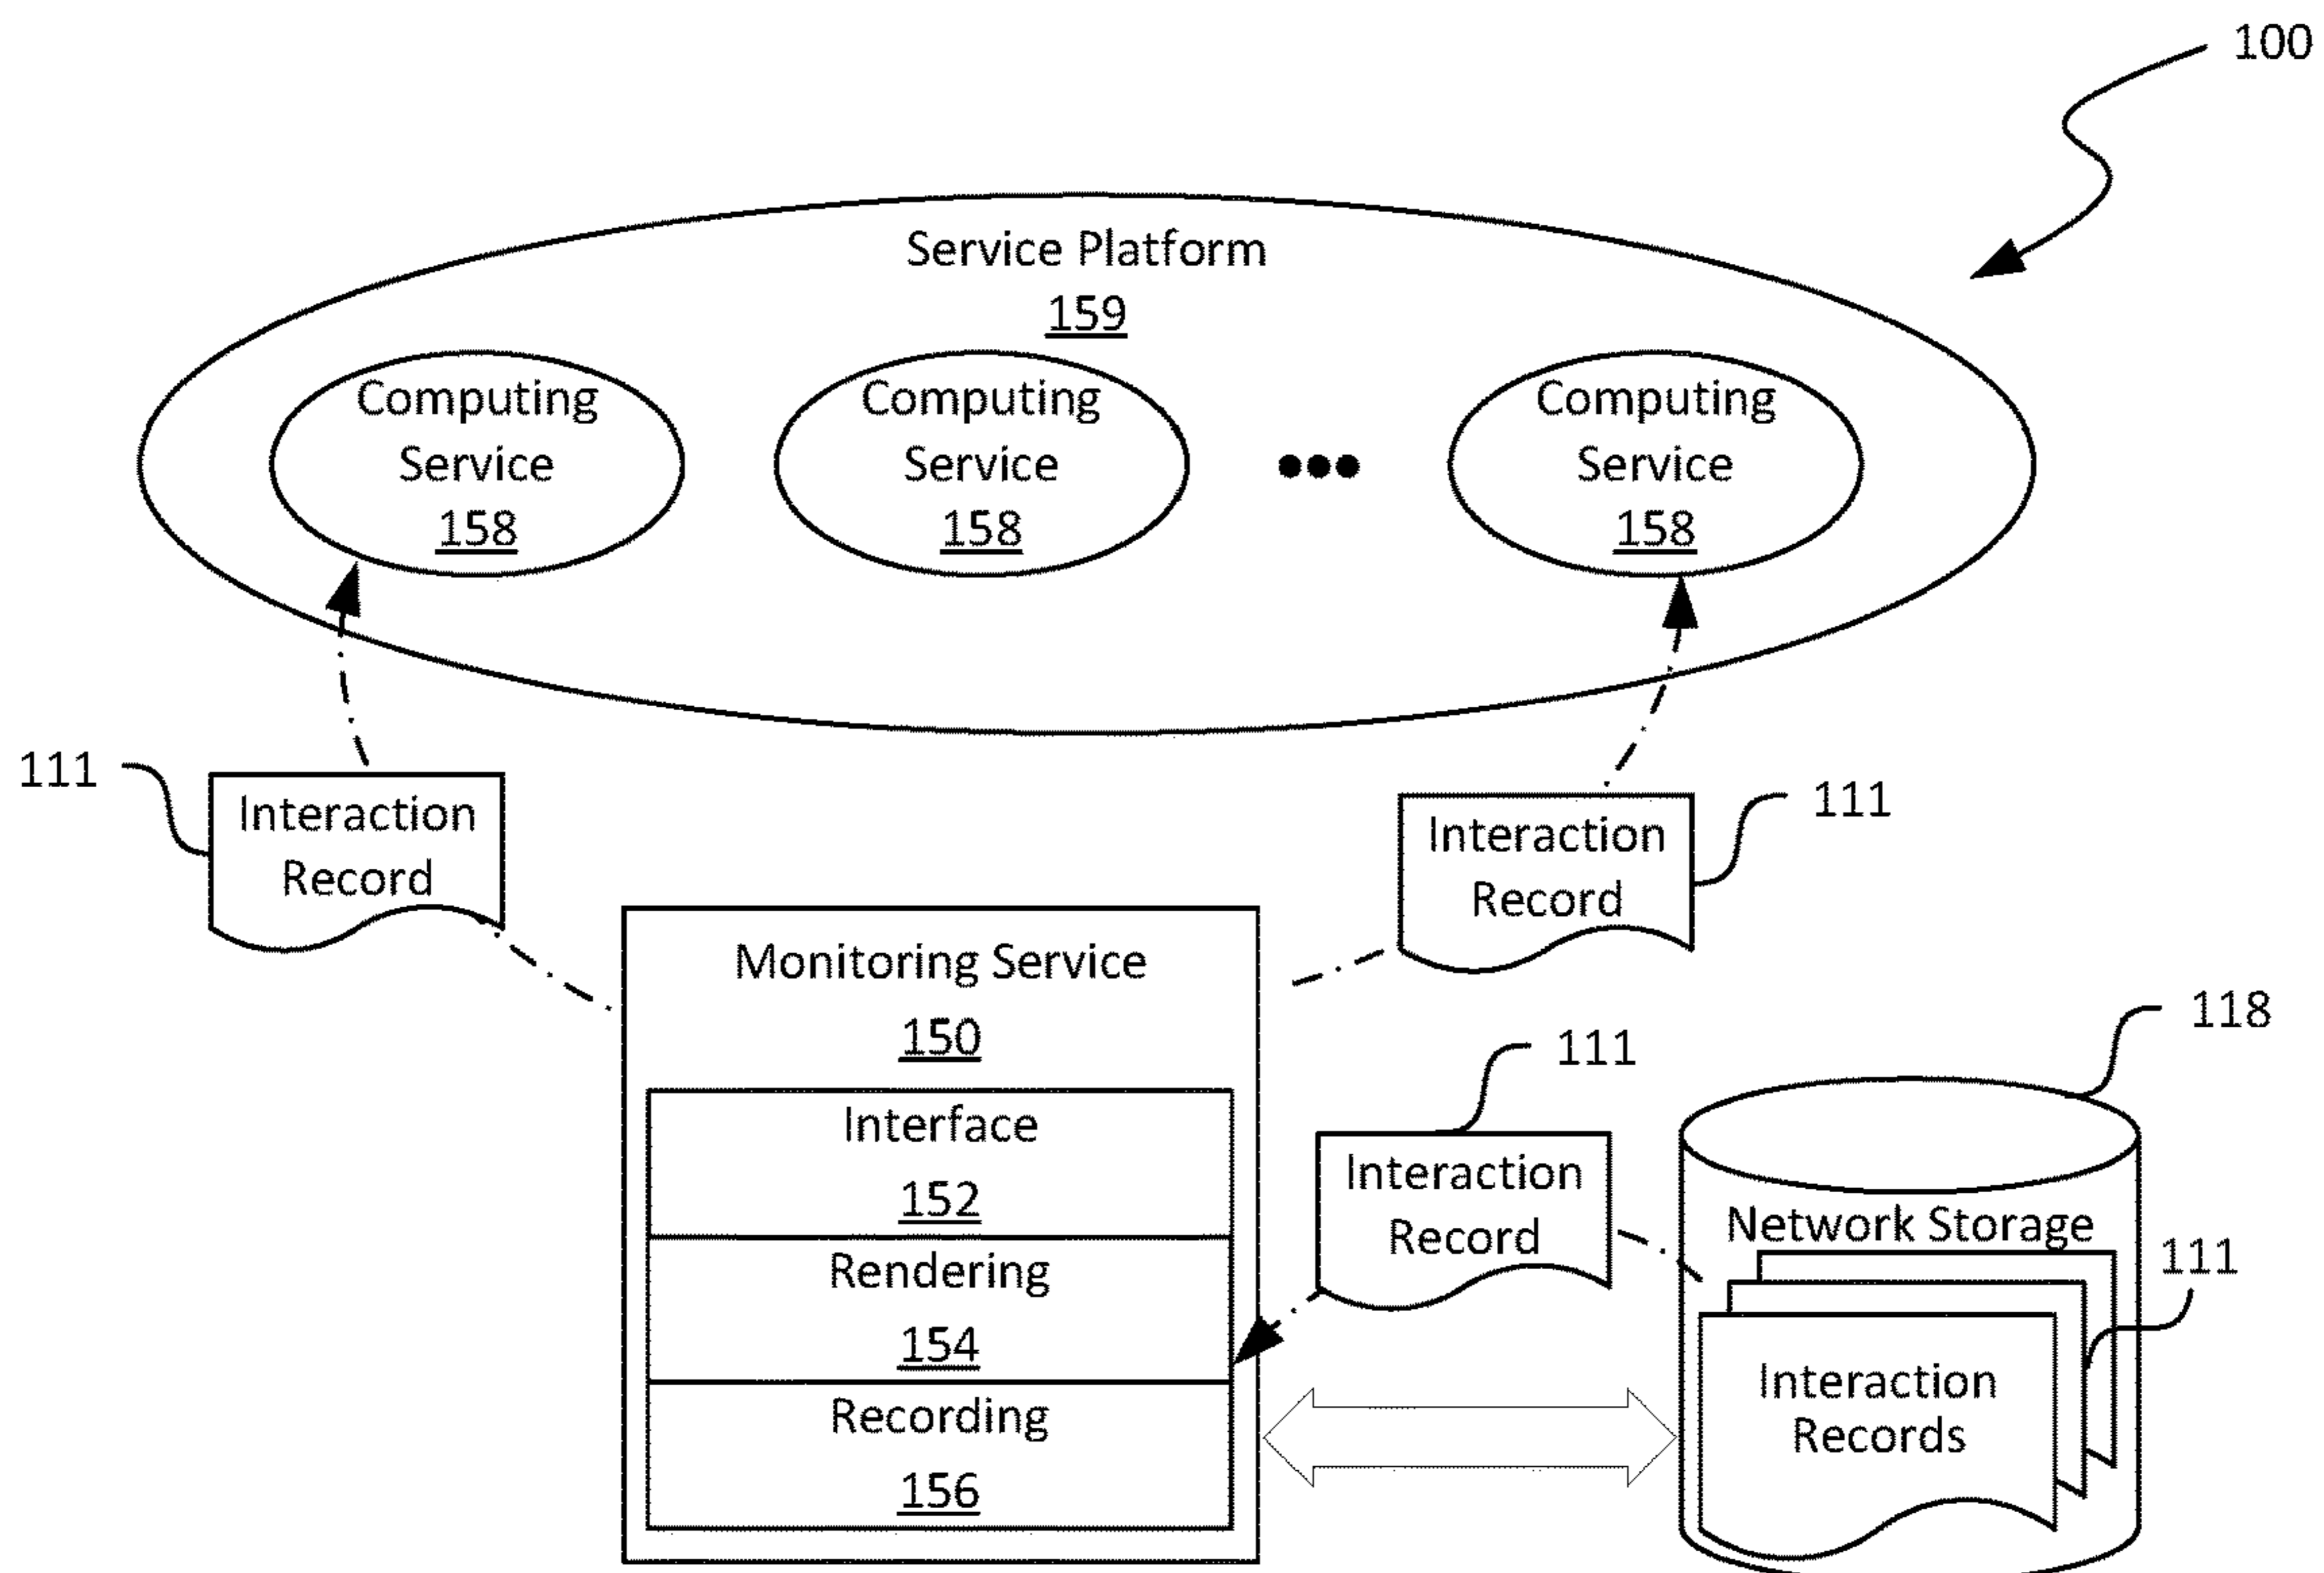 100
Service Platform
159
Computing
Service
158
Computing
Service
158
Computing
Service
158
111
Interaction
Record
Interaction
Record
111
Monitoring Service
150
Interface
152
Rendering
154
Recording
156
111
Interaction
Record
118
Network Storage
111
Interaction
Records